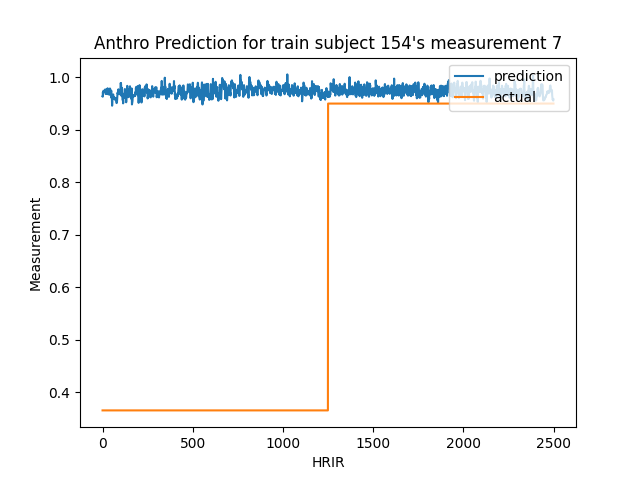 Anthro Prediction for train subject 154's measurement 7
prediction
actual
1.0
0.9
0.8
0.7
0.6
0.5
0.4
Measurement
0
500
1000
1500
2000
2500
HRIR